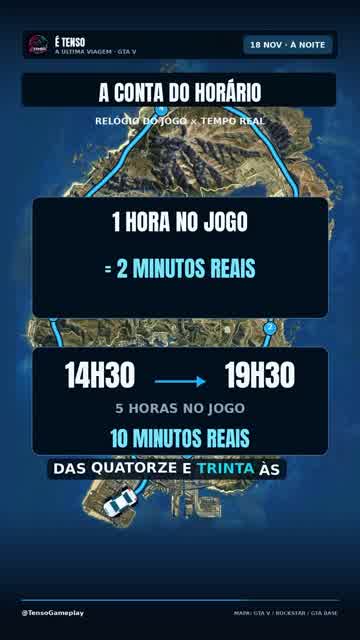 É TENSO
A ÚLTIMA VIAGEM · GTA V
18 NOV · À NOITE
A CONTA DO HORÁRIO
RELÓGIO DO JOGO × TEMPO REAL
1 HORA NO JOGO
= 2 MINUTOS REAIS
2
14H30 → 19H30
5 HORAS NO JOGO
10 MINUTOS REAIS
DAS QUATORZE E TRINTA ÀS
@TensoGameplay
MAPA: GTA V / ROCKSTAR / GTA BASE